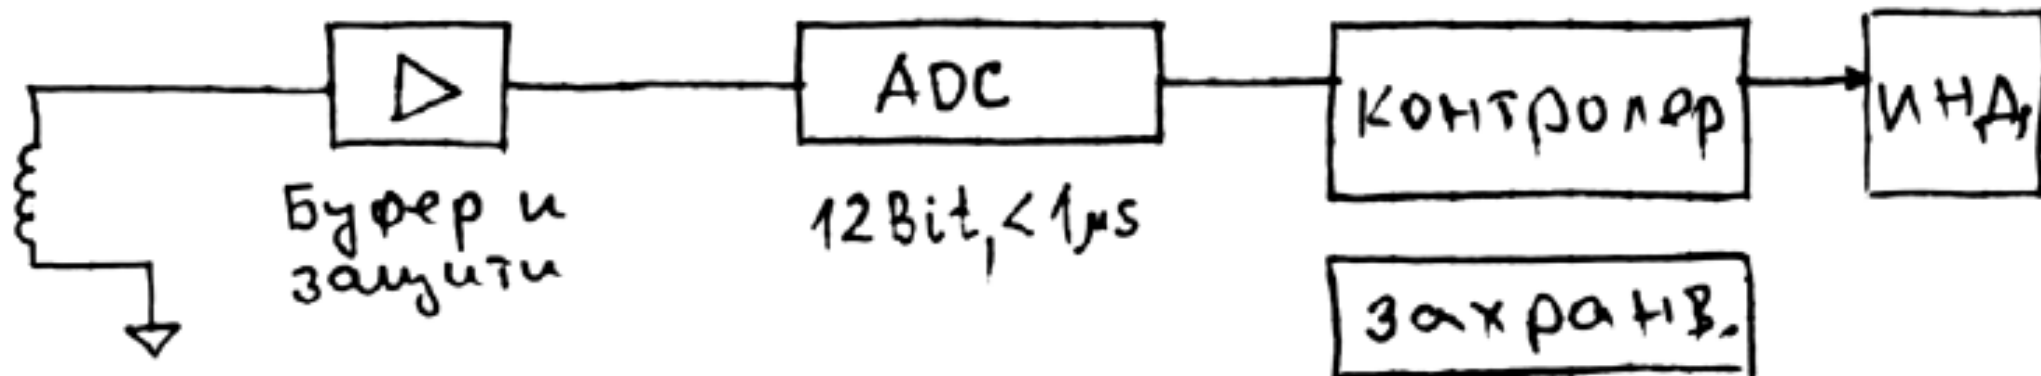 ADC
контролер
инд.
Буфер и
защити
12Bit, <1µs
захранв.